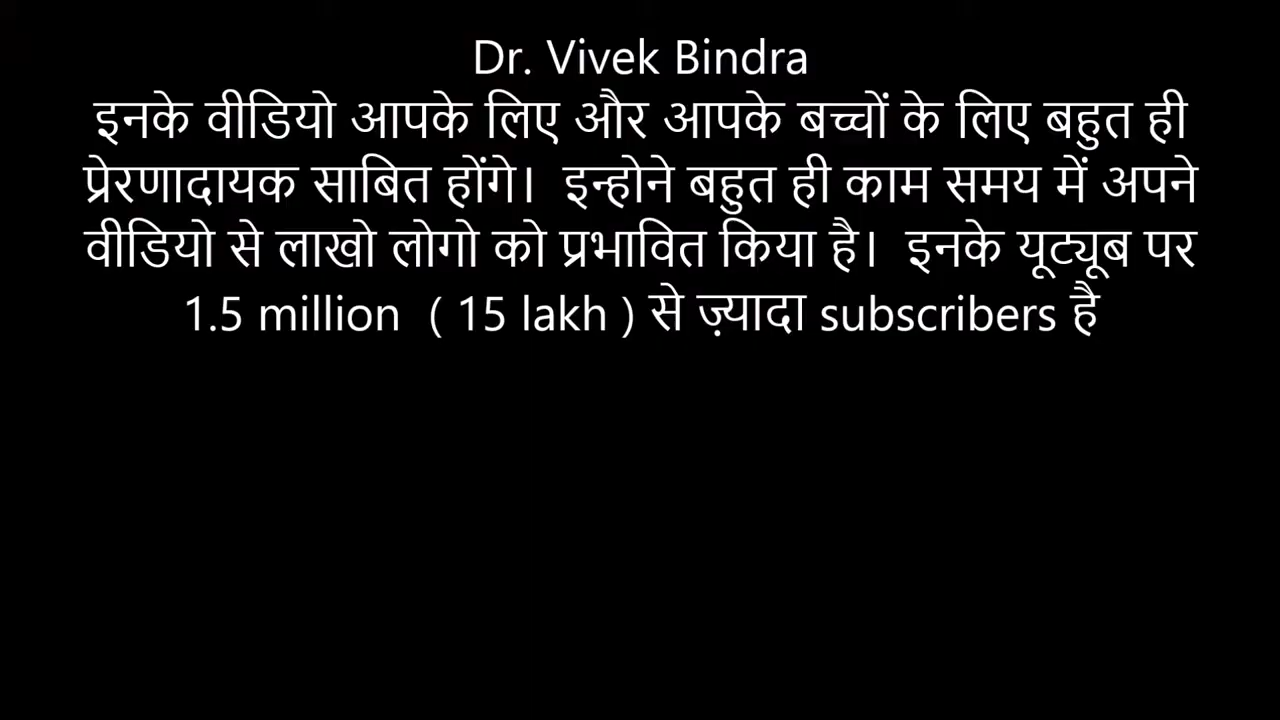 Dr. Vivek Bindra
इनके वीडियो आपके लिए और आपके बच्चों के लिए बहुत ही
प्रेरणादायक साबित होंगे।  इन्होने बहुत ही काम समय में अपने
वीडियो से लाखो लोगो को प्रभावित किया है।  इनके यूट्यूब पर
1.5 million  ( 15 lakh ) से ज़्यादा subscribers है